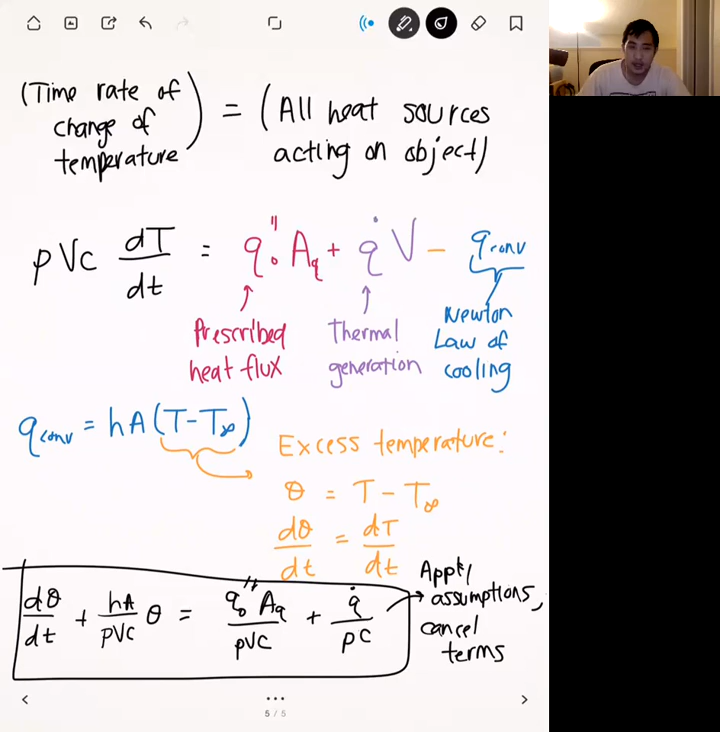 (Time rate of change of temperature) = (All heat sources acting on object)
ρVc dT/dt = q₀'' A_q + q̇ V - q_conv
Prescribed heat flux
Thermal generation
Newton Law of cooling
q_conv = hA(T-T∞)
Excess temperature:
θ = T - T∞
dθ/dt = dT/dt
dθ/dt + hA/ρVc θ = q₀'' A_q/ρVc + q̇/ρc
Apply assumptions, cancel terms
5 / 5